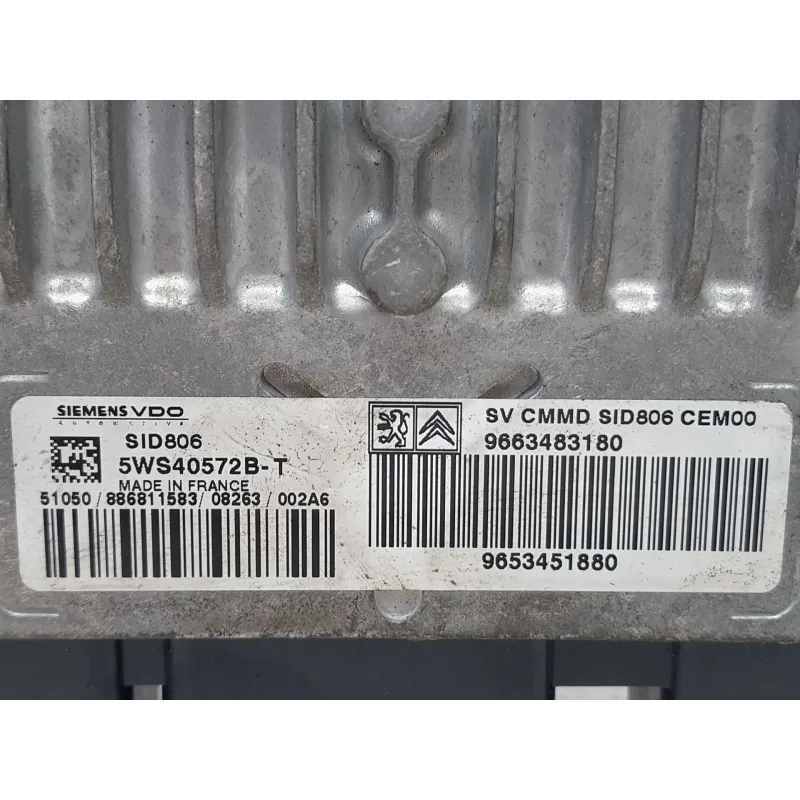 SIEMENS VDO
AUTOMOTIVE
SID806
5WS40572B-T
MADE IN FRANCE
51050 / 886811583 / 08263 / 002A6
SV CMMD SID806 CEM00
9663483180
9653451880